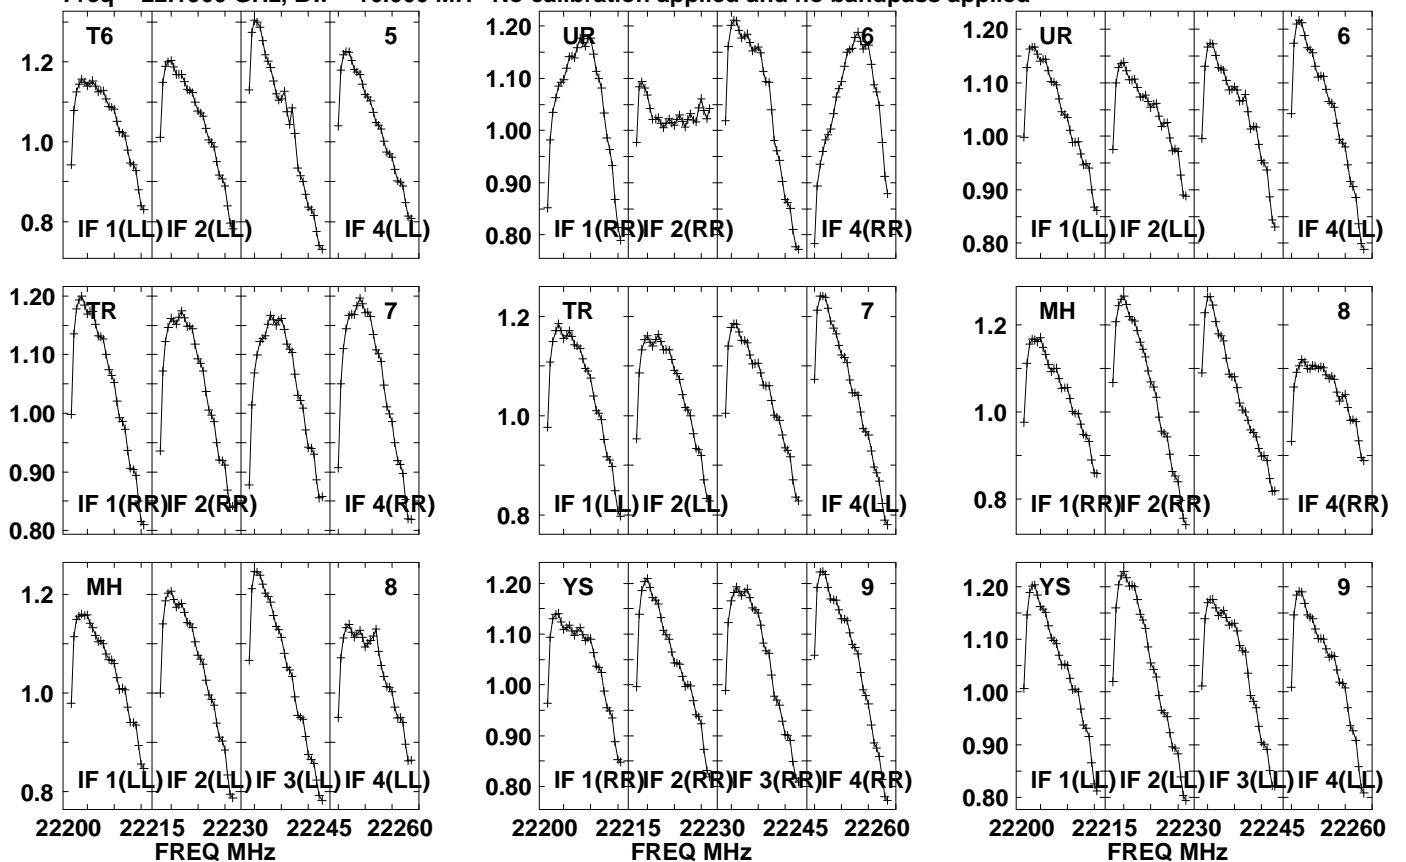 T6 5
1.2
1.0
0.8
IF 1(LL) IF 2(LL) IF 4(LL)
UR 6
1.20
1.10
1.00
0.90
0.80
IF 1(RR) IF 2(RR) IF 4(RR)
UR 6
1.20
1.10
1.00
0.90
0.80
IF 1(LL) IF 2(LL) IF 4(LL)
TR 7
1.20
1.10
1.00
0.90
0.80
IF 1(RR) IF 2(RR) IF 4(RR)
TR 7
1.2
1.0
0.8
IF 1(LL) IF 2(LL) IF 4(LL)
MH 8
1.2
1.0
0.8
IF 1(RR) IF 2(RR) IF 4(RR)
MH 8
1.2
1.0
0.8
IF 1(LL) IF 2(LL) IF 3(LL) IF 4(LL)
22200 22215 22230 22245 22260
FREQ MHz
YS 9
1.20
1.10
1.00
0.90
0.80
IF 1(RR) IF 2(RR) IF 3(RR) IF 4(RR)
22200 22215 22230 22245 22260
FREQ MHz
YS 9
1.20
1.10
1.00
0.90
0.80
IF 1(LL) IF 2(LL) IF 3(LL) IF 4(LL)
22200 22215 22230 22245 22260
FREQ MHz